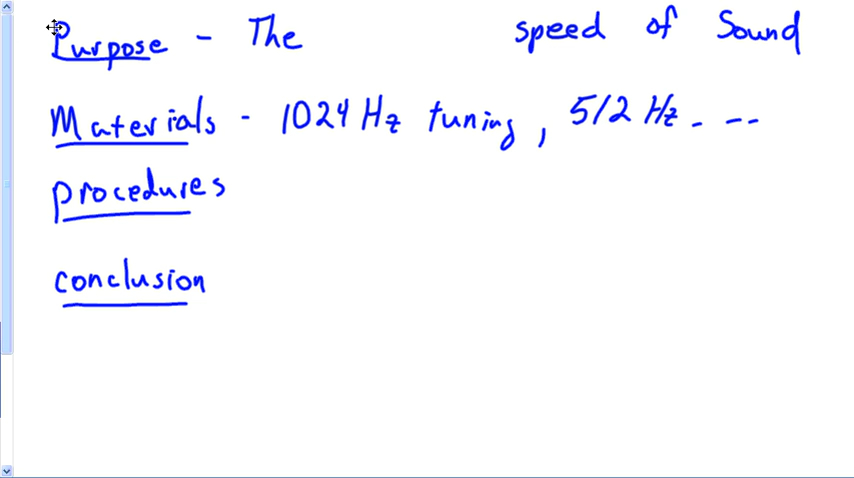 Purpose - The speed of Sound
Materials - 1024 Hz tuning, 512 Hz - --
procedures
conclusion